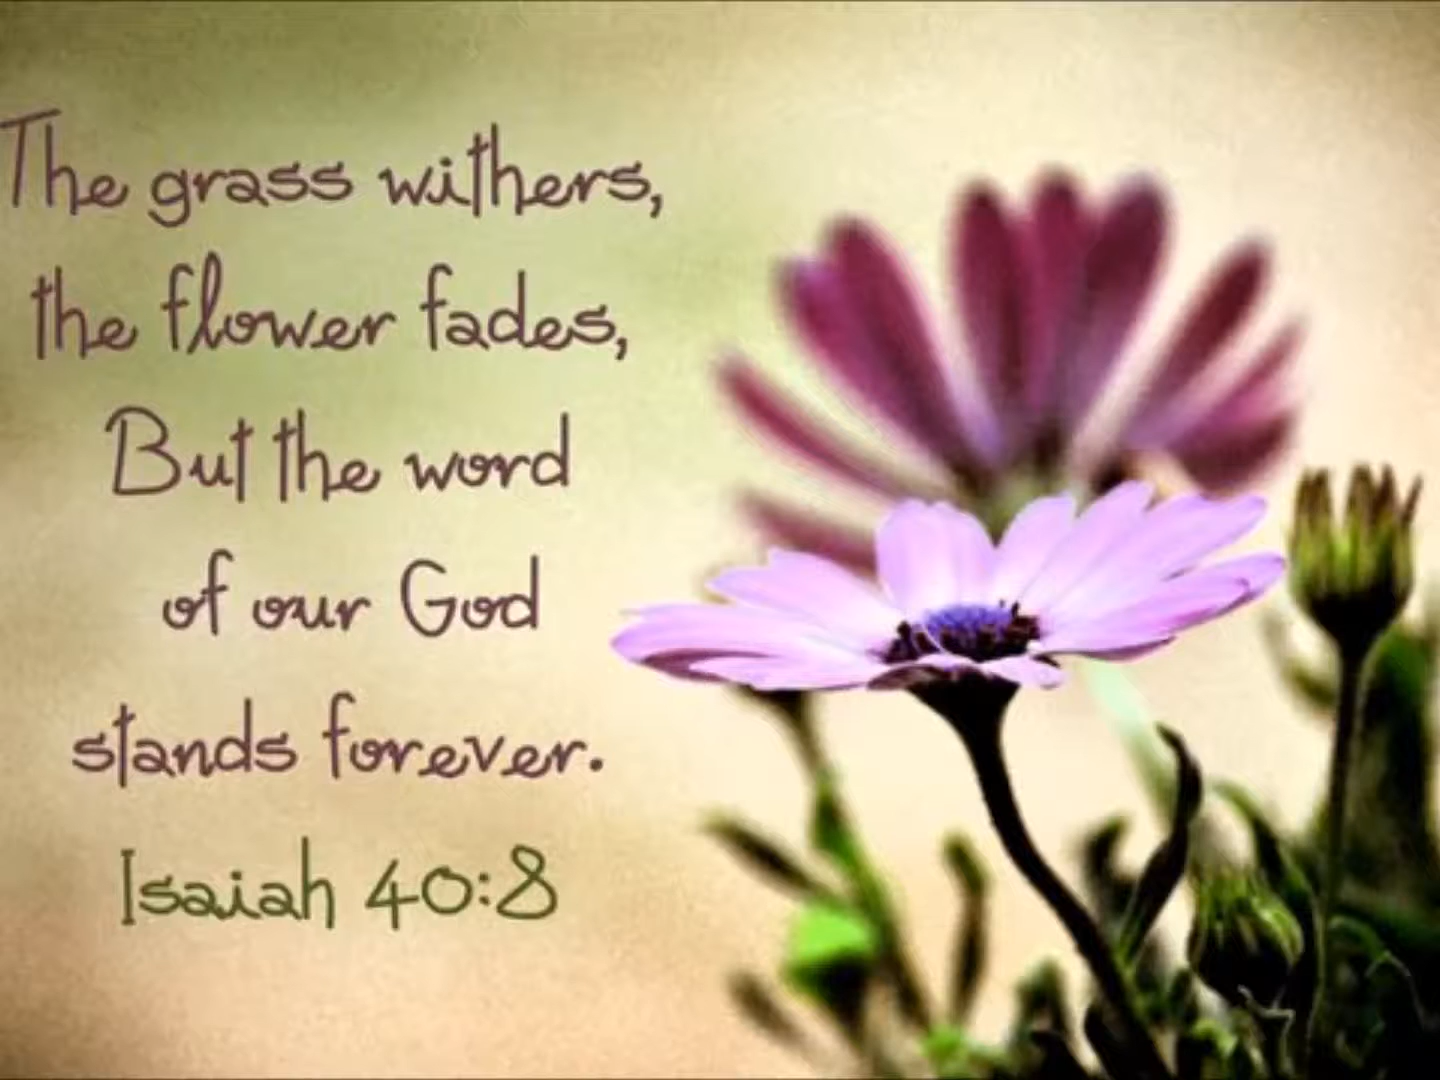 The grass withers,
the flower fades,
But the word
of our God
stands forever.
Isaiah 40:8